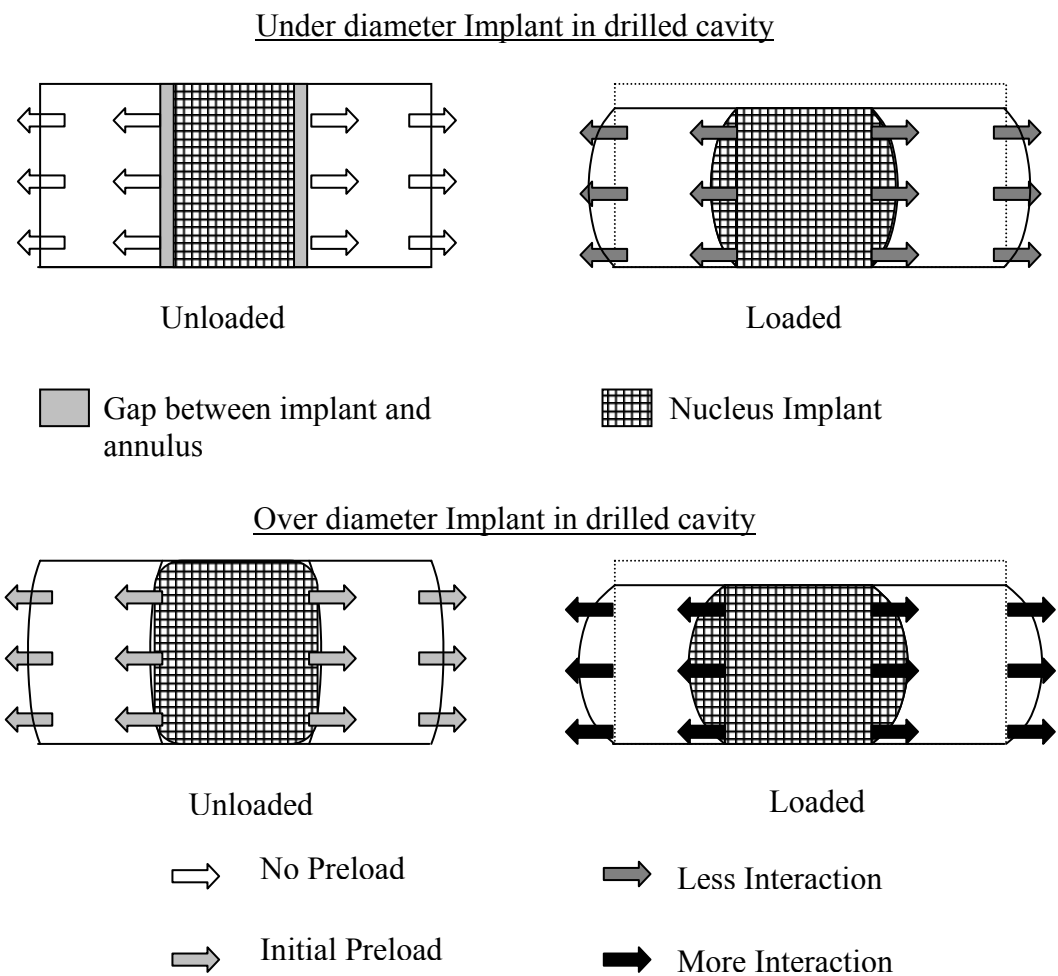 Under diameter Implant in drilled cavity
Unloaded
Loaded
Gap between implant and
annulus
Nucleus Implant
Over diameter Implant in drilled cavity
Unloaded
Loaded
No Preload
Less Interaction
Initial Preload
More Interaction